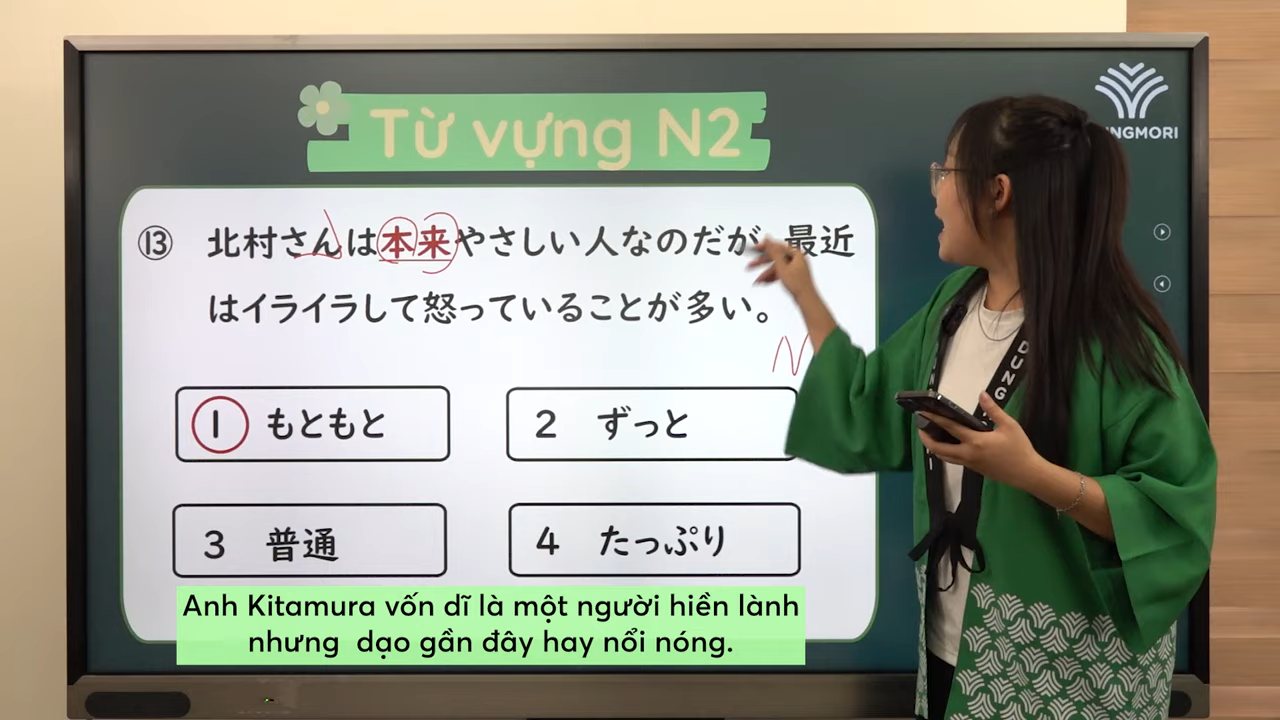 Từ vựng N2
NGMORI
⑬ 北村さんは本来やさしい人なのだが 最近
はイライラして怒っていることが多い。
N
1 もともと
2 ずっと
3 普通
4 たっぷり
DUNG
Anh Kitamura vốn dĩ là một người hiền lành
nhưng dạo gần đây hay nổi nóng.